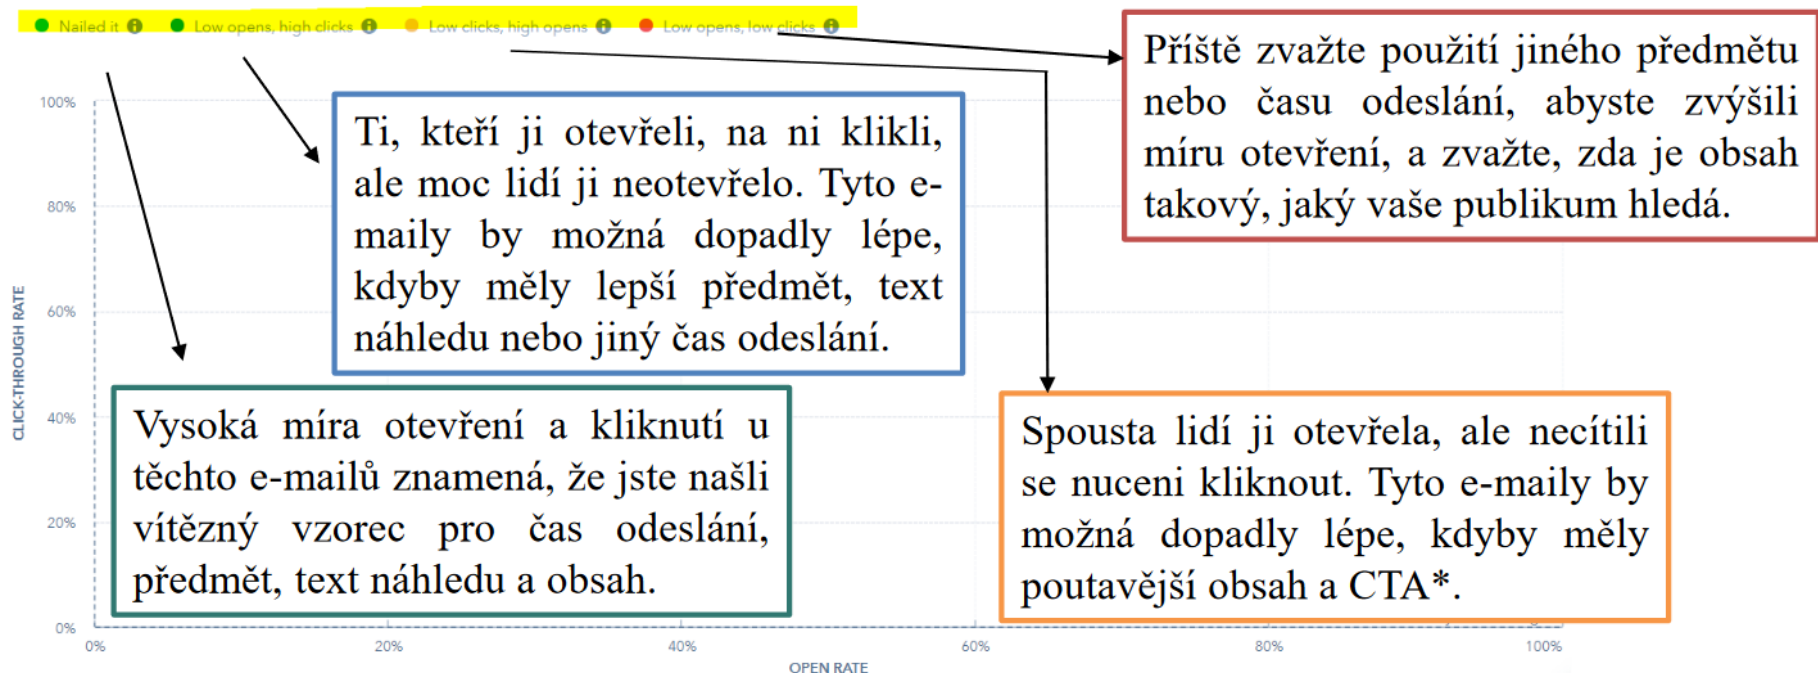 Nailed it
Low opens, high clicks
Low clicks, high opens
Low opens, low clicks
Příště zvažte použití jiného předmětu
nebo času odeslání, abyste zvýšili
míru otevření, a zvažte, zda je obsah
takový, jaký vaše publikum hledá.
Ti, kteří ji otevřeli, na ni klikli,
ale moc lidí ji neotevřelo. Tyto e-
maily by možná dopadly lépe,
kdyby měly lepší předmět, text
náhledu nebo jiný čas odeslání.
Vysoká míra otevření a kliknutí u
těchto e-mailů znamená, že jste našli
vítězný vzorec pro čas odeslání,
předmět, text náhledu a obsah.
Spousta lidí ji otevřela, ale necítili
se nuceni kliknout. Tyto e-maily by
možná dopadly lépe, kdyby měly
poutavější obsah a CTA*.
CLICK-THROUGH RATE
100%
80%
60%
40%
20%
0%
0%
20%
40%
60%
80%
100%
OPEN RATE